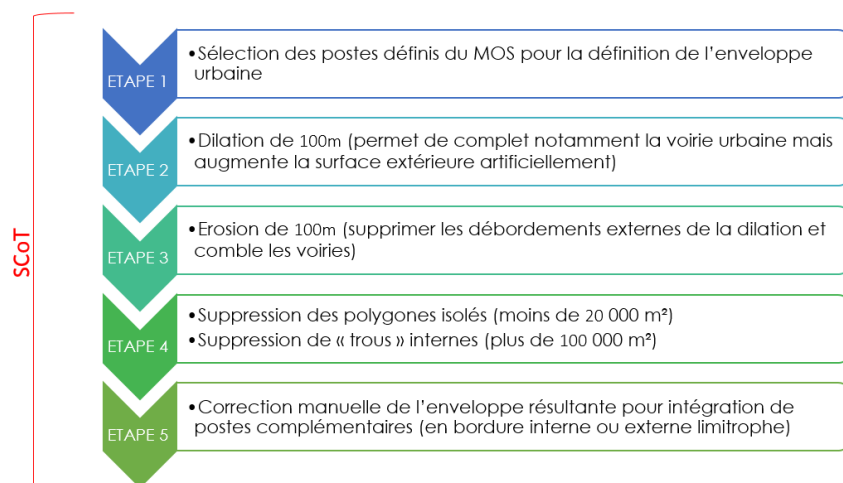 SCoT
ETAPE 1
•Sélection des postes définis du MOS pour la définition de l'enveloppe
urbaine
ETAPE 2
•Dilation de 100m (permet de complet notamment la voirie urbaine mais
augmente la surface extérieure artificiellement)
ETAPE 3
•Erosion de 100m (supprimer les débordements externes de la dilation et
comble les voiries)
ETAPE 4
•Suppression des polygones isolés (moins de 20 000 m²)
•Suppression de « trous » internes (plus de 100 000 m²)
ETAPE 5
•Correction manuelle de l'enveloppe résultante pour intégration de
postes complémentaires (en bordure interne ou externe limitrophe)